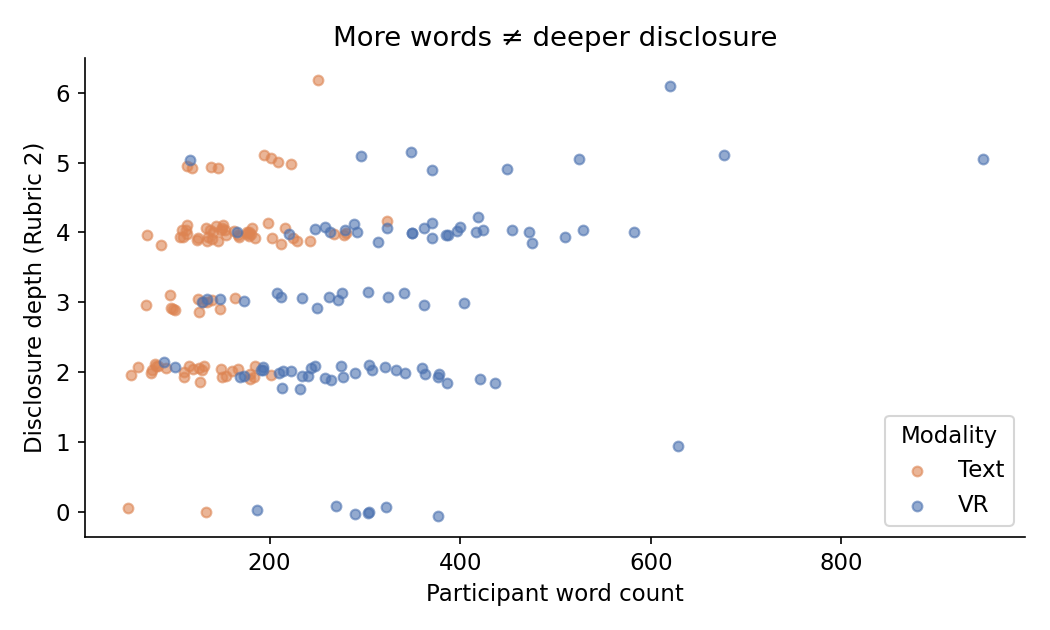 More words ≠ deeper disclosure
Disclosure depth (Rubric 2)
6
5
4
3
2
1
0
200
400
600
800
Participant word count
Modality
Text
VR